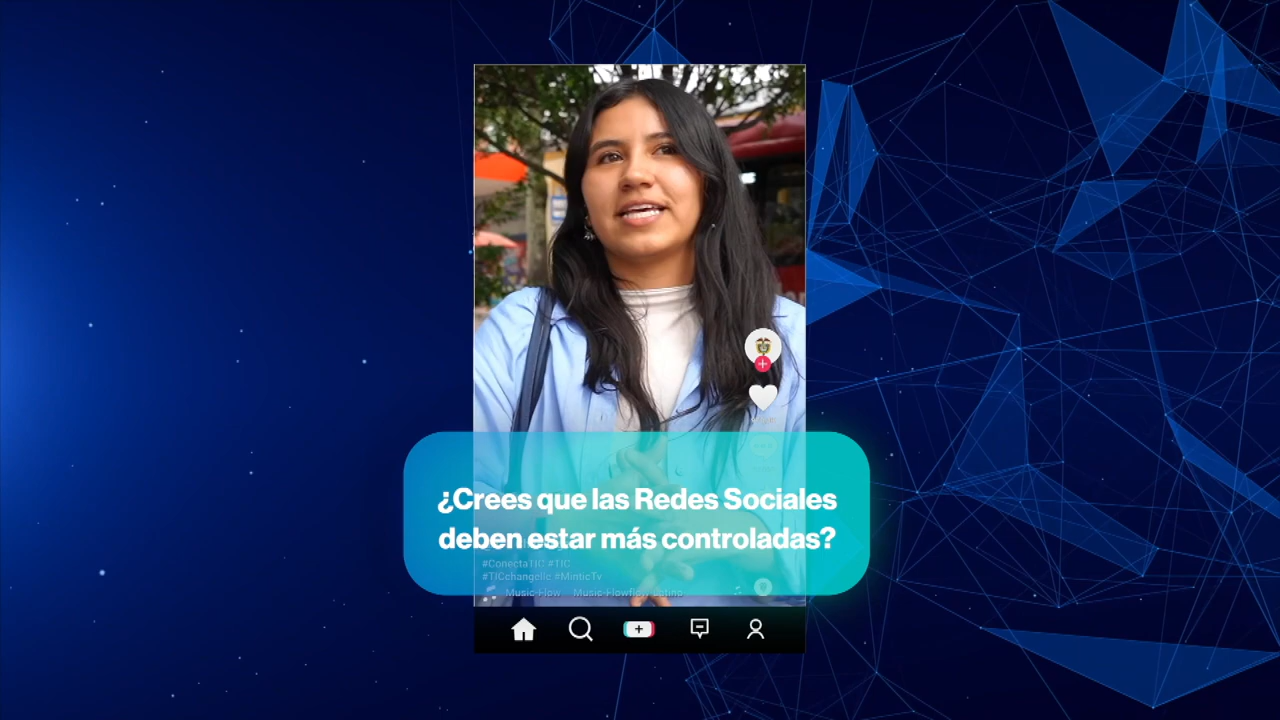 ¿Crees que las Redes Sociales
deben estar más controladas?
#ConectaTIC #TIC
#TICchangelle #MinticTv
Music-Flow Music-Flowflow Latino